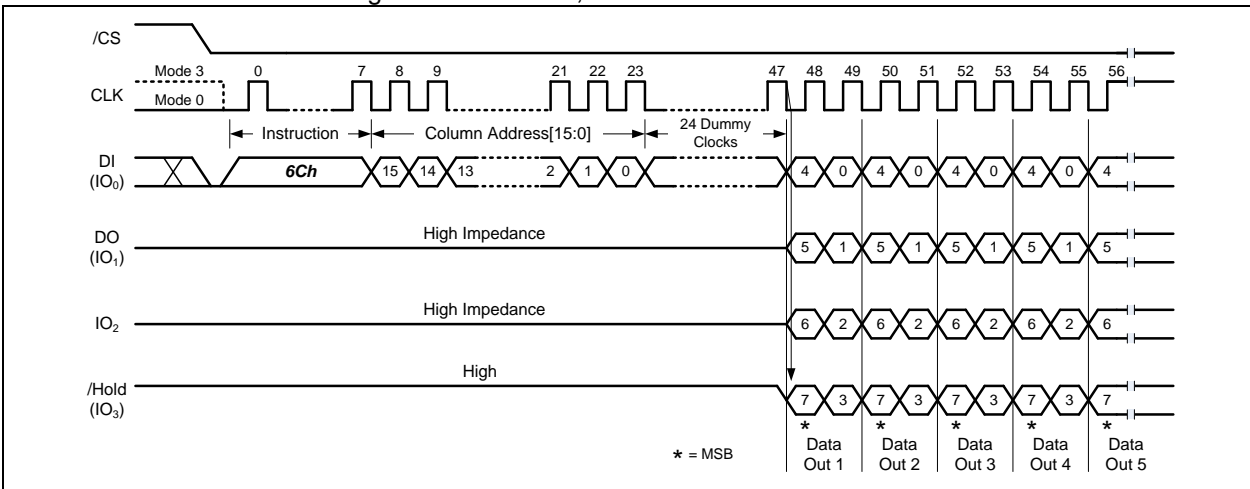 /CS
Mode 3
0 7 8 9 21 22 23 47 48 49 50 51 52 53 54 55 56
CLK
Mode 0
Instruction
Column Address[15:0]
24 Dummy
Clocks
DI
(IO0)
6Ch
15 14 13 2 1 0 4 0 4 0 4 0 4 0 4
High Impedance
DO
(IO1)
5 1 5 1 5 1 5 1 5
High Impedance
IO2
6 2 6 2 6 2 6 2 6
High
/Hold
(IO3)
7 3 7 3 7 3 7 3 7
* * * * *
* = MSB
Data Data Data Data Data
Out 1 Out 2 Out 3 Out 4 Out 5